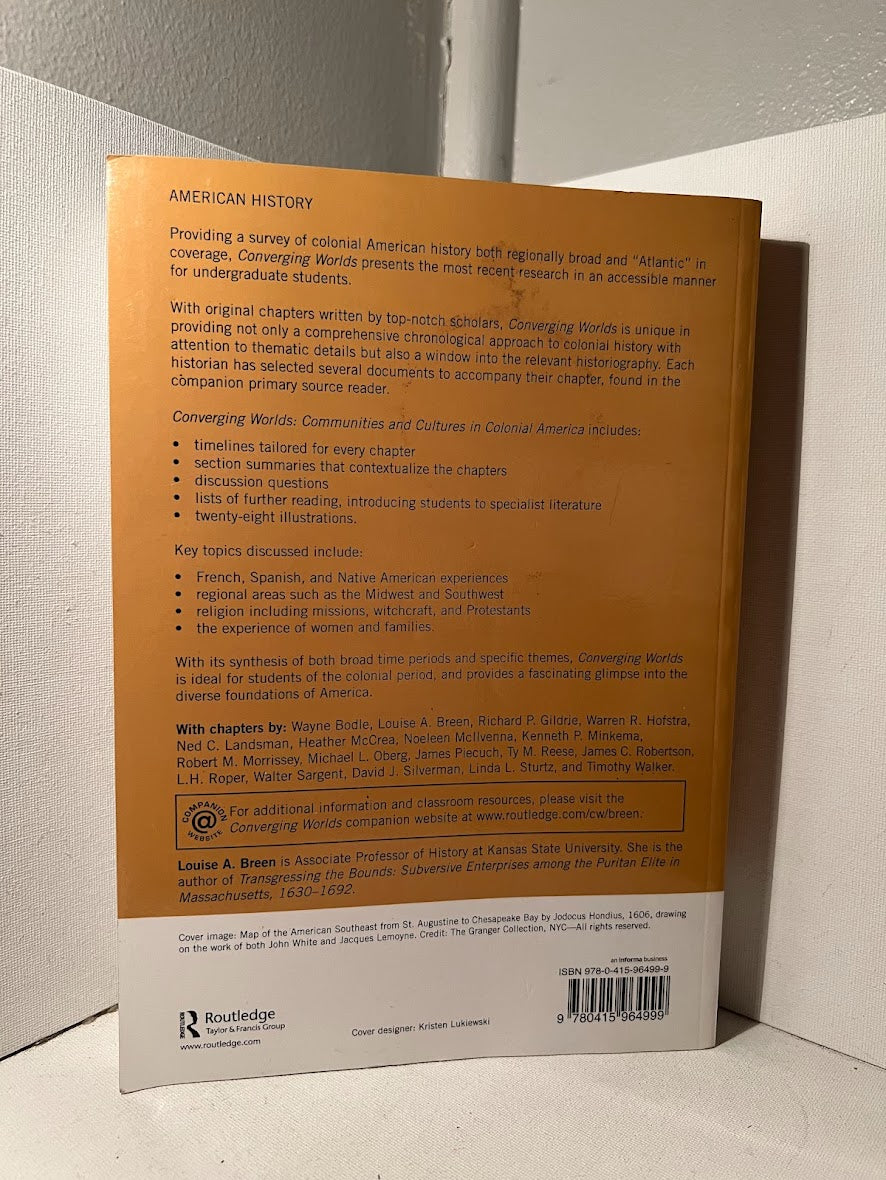 AMERICAN HISTORY
Providing a survey of colonial American history both regionally broad and “Atlantic” in
coverage, Converging Worlds presents the most recent research in an accessible manner
for undergraduate students.
With original chapters written by top-notch scholars, Converging Worlds is unique in
providing not only a comprehensive chronological approach to colonial history with
attention to thematic details but also a window into the relevant historiography. Each
historian has selected several documents to accompany their chapter, found in the
companion primary source reader.
Converging Worlds: Communities and Cultures in Colonial America includes:
• timelines tailored for every chapter
• section summaries that contextualize the chapters
• discussion questions
• lists of further reading, introducing students to specialist literature
• twenty-eight illustrations.
Key topics discussed include:
• French, Spanish, and Native American experiences
• regional areas such as the Midwest and Southwest
• religion including missions, witchcraft, and Protestants
• the experience of women and families.
With its synthesis of both broad time periods and specific themes, Converging Worlds
is ideal for students of the colonial period, and provides a fascinating glimpse into the
diverse foundations of America.
With chapters by: Wayne Bodle, Louise A. Breen, Richard P. Gildrie, Warren R. Hofstra,
Ned C. Landsman, Heather McCrea, Noeleen McIlvenna, Kenneth P. Minkema,
Robert M. Morrissey, Michael L. Oberg, James Piecuch, Ty M. Reese, James C. Robertson,
L.H. Roper, Walter Sargent, David J. Silverman, Linda L. Sturtz, and Timothy Walker.
COMPANION
@
WEBSITE
For additional information and classroom resources, please visit the
Converging Worlds companion website at www.routledge.com/cw/breen.
Louise A. Breen is Associate Professor of History at Kansas State University. She is the
author of Transgressing the Bounds: Subversive Enterprises among the Puritan Elite in
Massachusetts, 1630–1692.
Cover image: Map of the American Southeast from St. Augustine to Chesapeake Bay by Jodocus Hondius, 1606, drawing
on the work of both John White and Jacques Lemoyne. Credit: The Granger Collection, NYC—All rights reserved.
an informa business
ISBN 978-0-415-96499-9
9 780415 964999
R Routledge
Taylor & Francis Group
www.routledge.com
Cover designer: Kristen Lukiewski